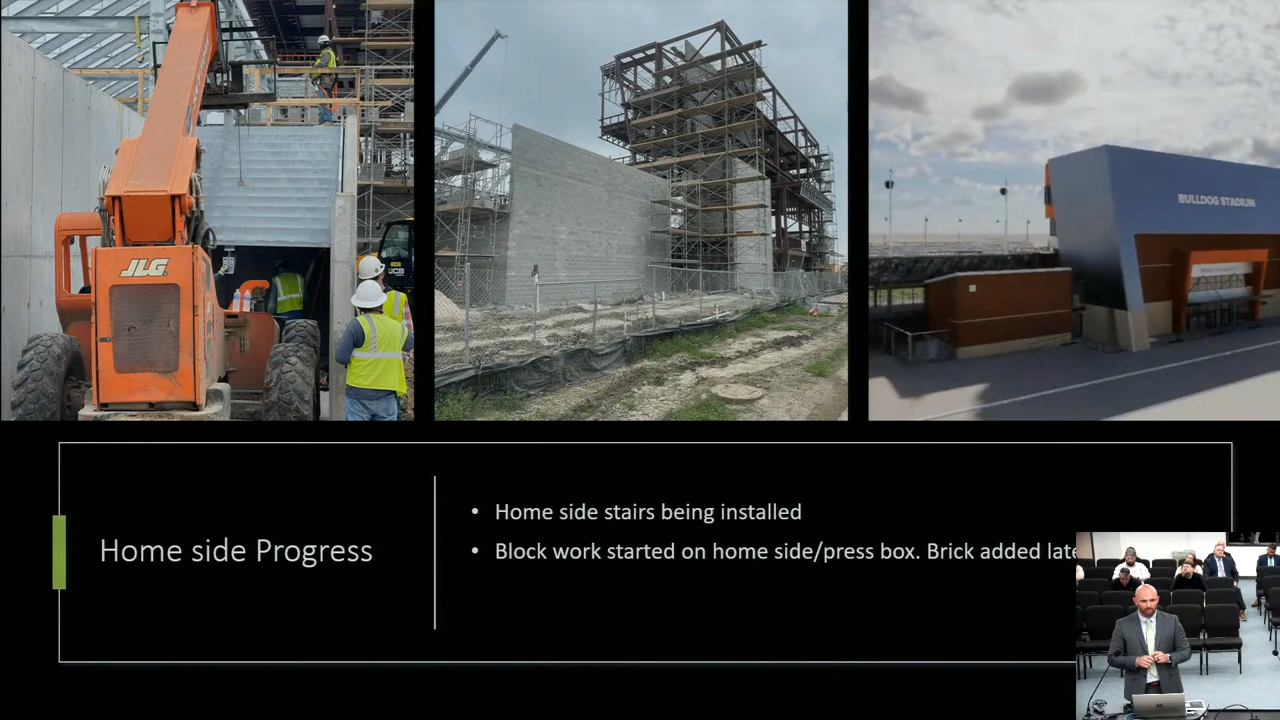 JLG
JCB
BULLDOG STADIUM
Home side Progress
• Home side stairs being installed
• Block work started on home side/press box. Brick added late